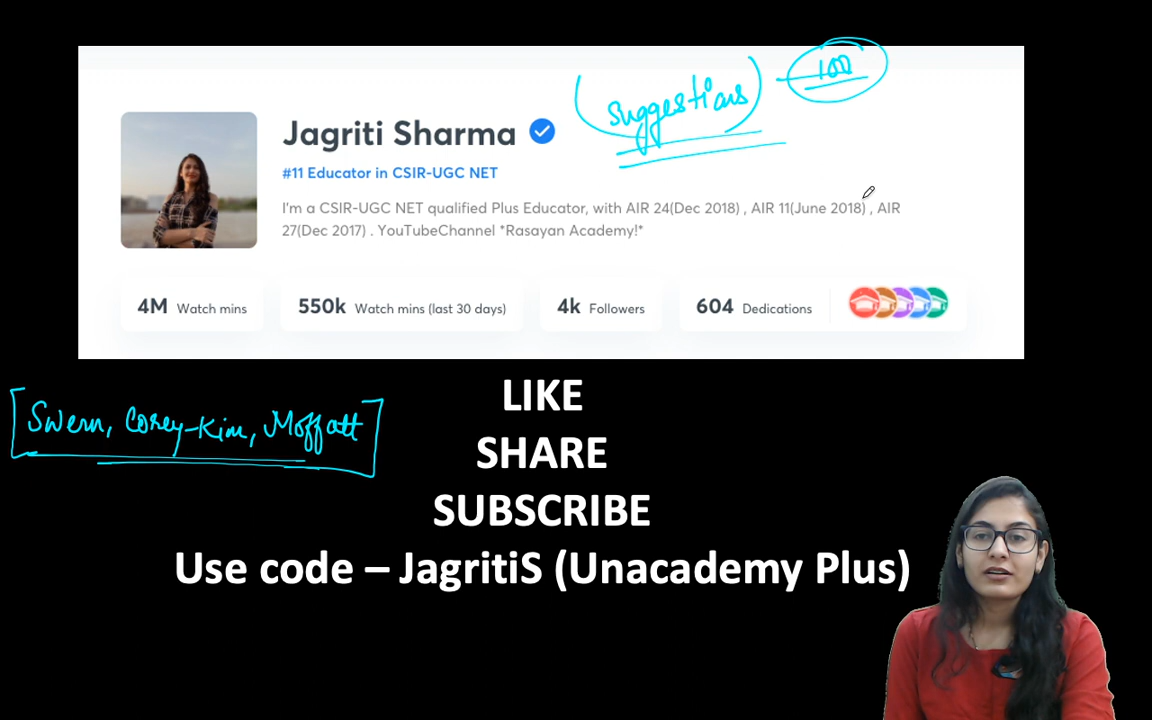 (Suggestions) - 100
Jagriti Sharma
#11 Educator in CSIR-UGC NET
I'm a CSIR-UGC NET qualified Plus Educator, with AIR 24(Dec 2018) , AIR 11(June 2018) , AIR
27(Dec 2017) . YouTubeChannel *Rasayan Academy!*
4M Watch mins 550k Watch mins (last 30 days) 4k Followers 604 Dedications
[Swern, Corey-Kim, Moffatt]
LIKE
SHARE
SUBSCRIBE
Use code – JagritiS (Unacademy Plus)